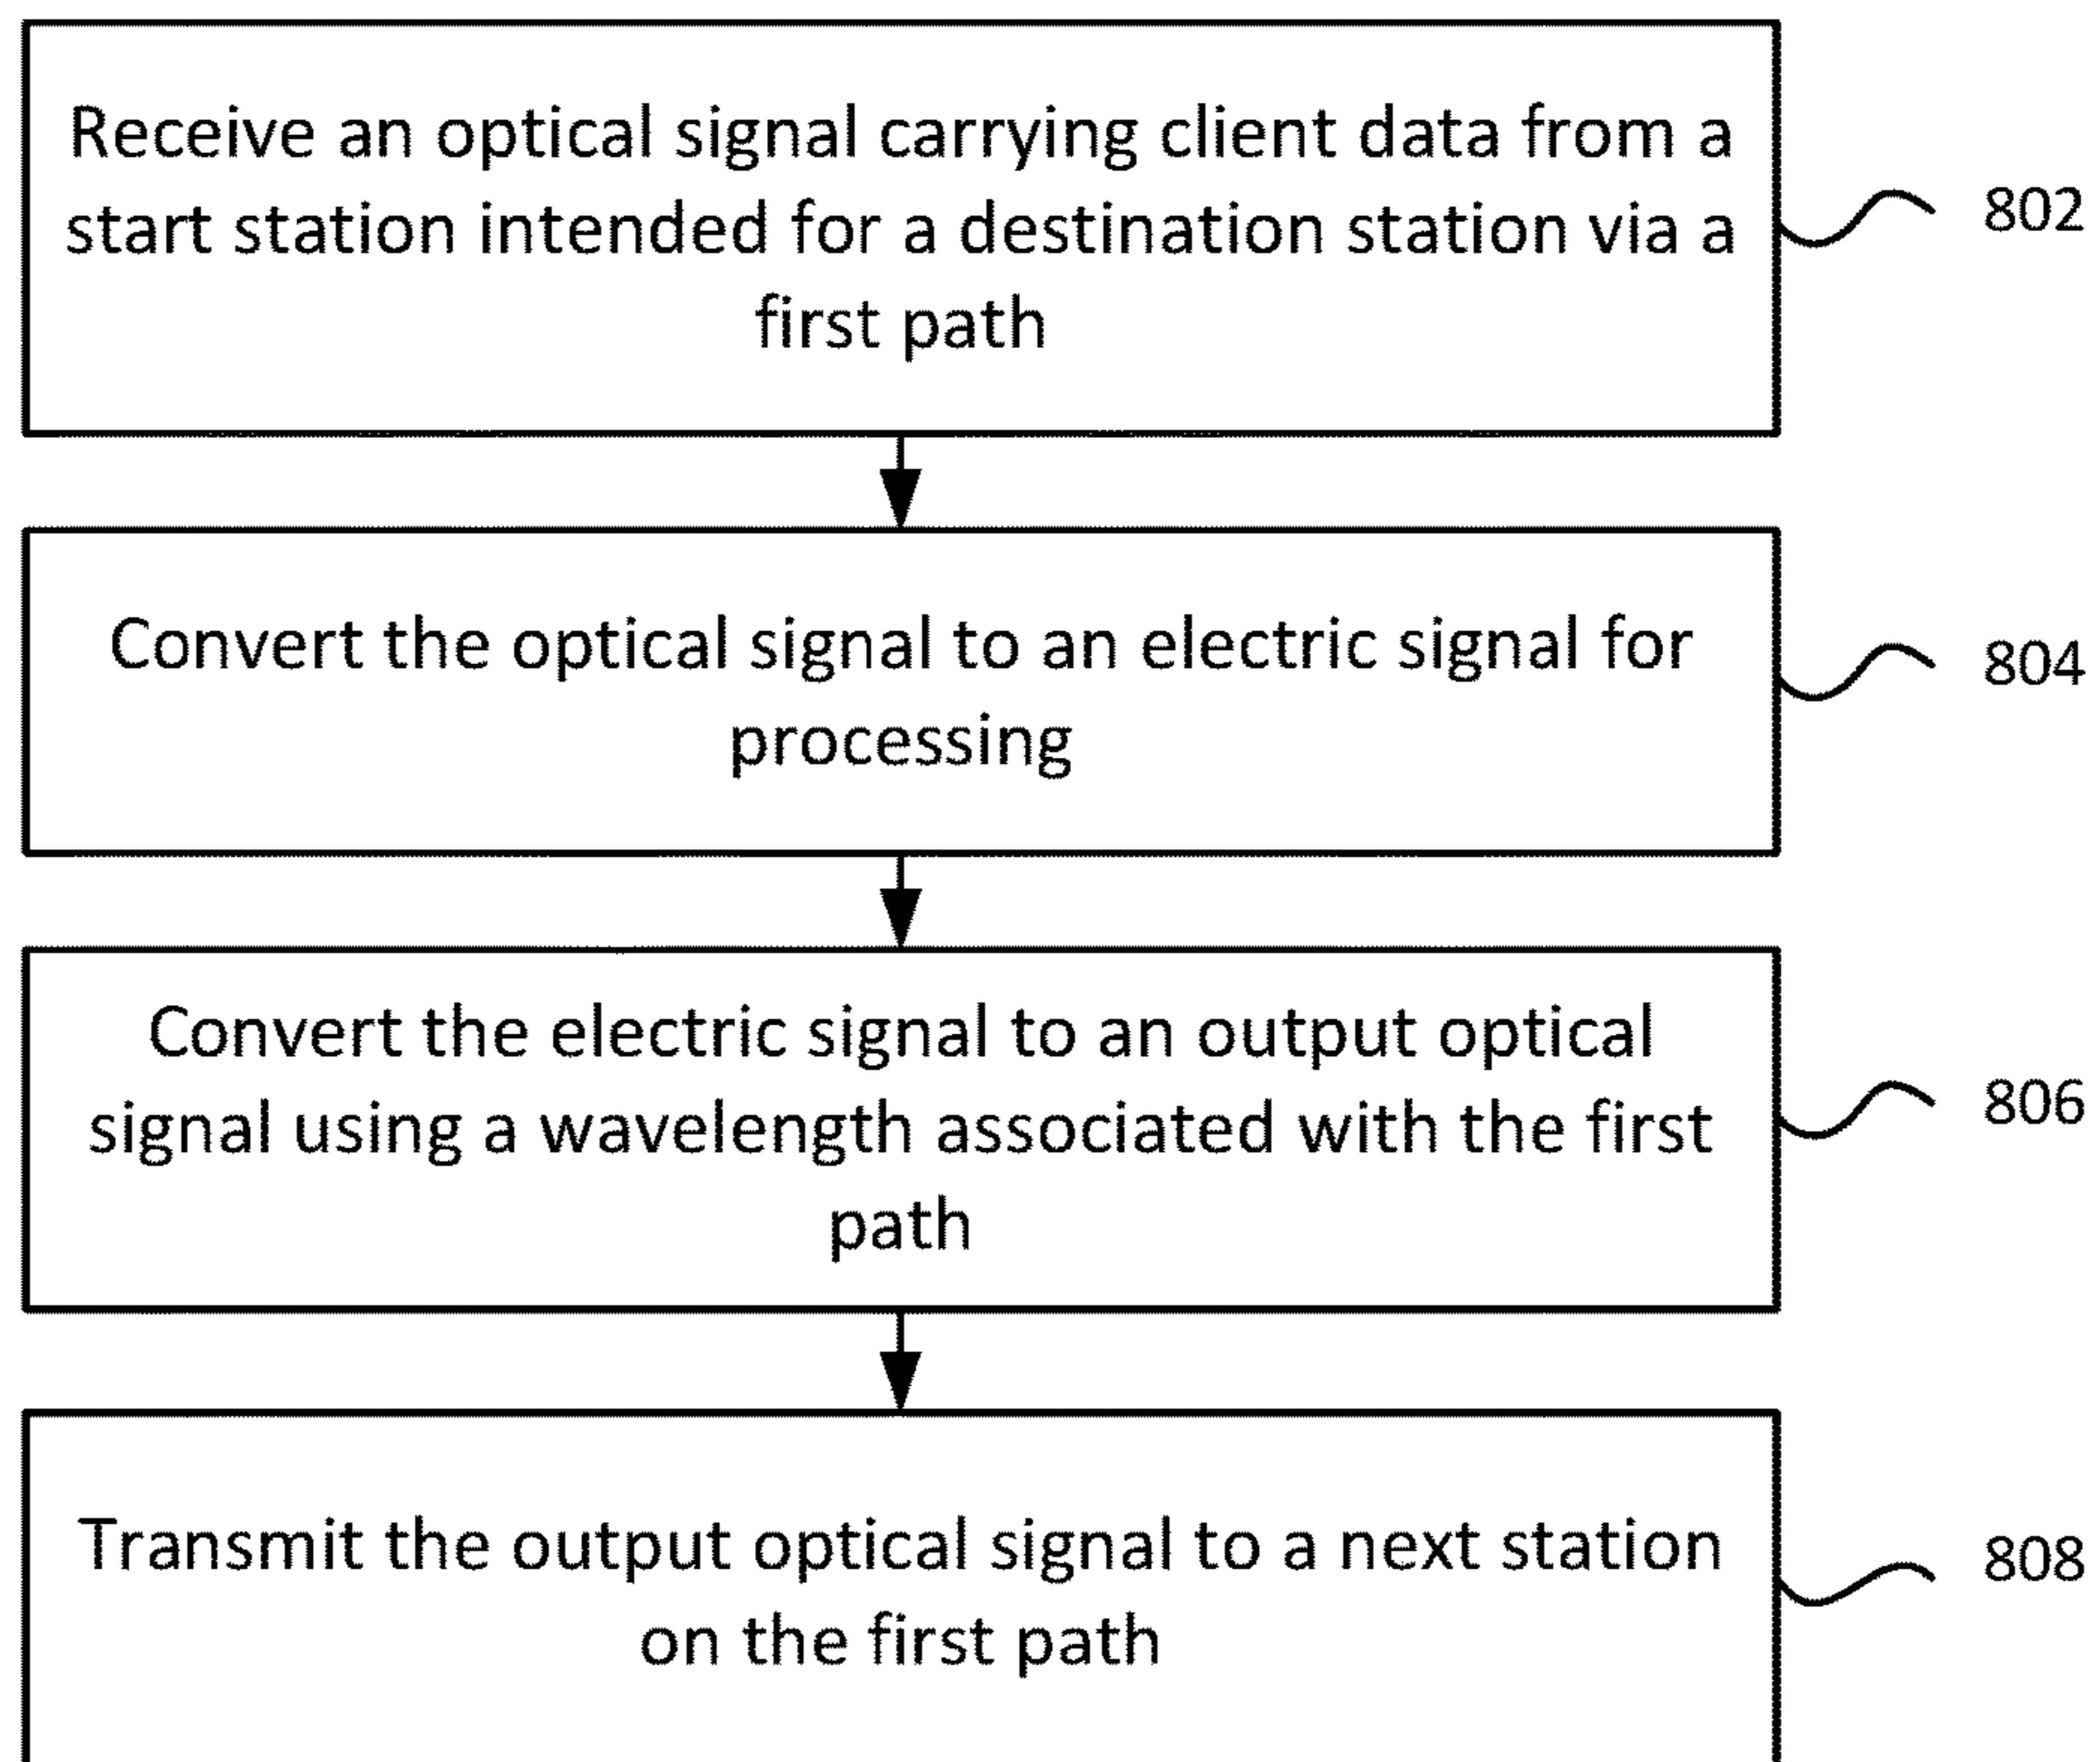 Receive an optical signal carrying client data from a
start station intended for a destination station via a
first path
802
Convert the optical signal to an electric signal for
processing
804
Convert the electric signal to an output optical
signal using a wavelength associated with the first
path
806
Transmit the output optical signal to a next station
on the first path
808